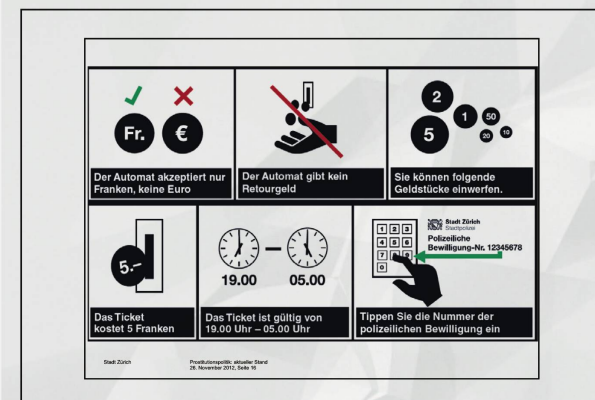 Fr. €
Der Automat akzeptiert nur
Franken, keine Euro
Der Automat gibt kein
Retourgeld
2
5 1 50
20 10
Sie können folgende
Geldstücke einwerfen.
5.-
Das Ticket
kostet 5 Franken
19.00 – 05.00
Das Ticket ist gültig von
19.00 Uhr – 05.00 Uhr
1 2 3
4 5 6
7 9
0
Stadt Zürich
Stadtpolizei
Polizeiliche
Bewilligung-Nr. 12345678
Tippen Sie die Nummer der
polizeilichen Bewilligung ein
Stadt Zürich
Prostitutionspolitik: aktueller Stand
26. November 2012, Seite 16